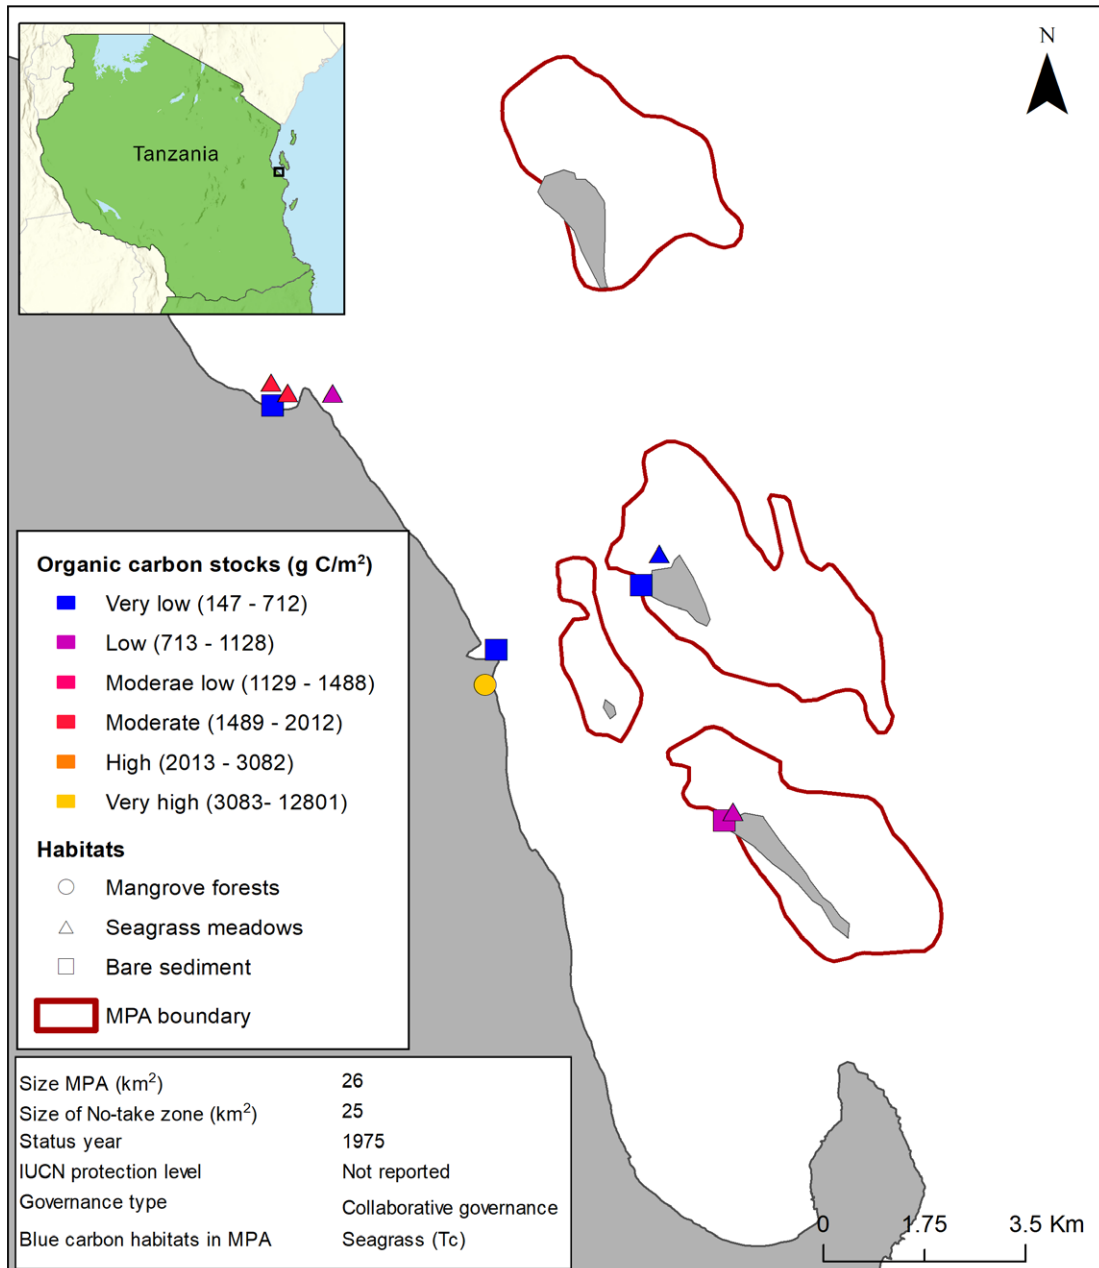 N
Tanzania
Organic carbon stocks (g C/m²)
Very low (147 - 712)
Low (713 - 1128)
Moderae low (1129 - 1488)
Moderate (1489 - 2012)
High (2013 - 3082)
Very high (3083- 12801)
Habitats
Mangrove forests
Seagrass meadows
Bare sediment
MPA boundary
Size MPA (km²) 26
Size of No-take zone (km²) 25
Status year 1975
IUCN protection level Not reported
Governance type Collaborative governance
Blue carbon habitats in MPA Seagrass (Tc)
0 1.75 3.5 Km